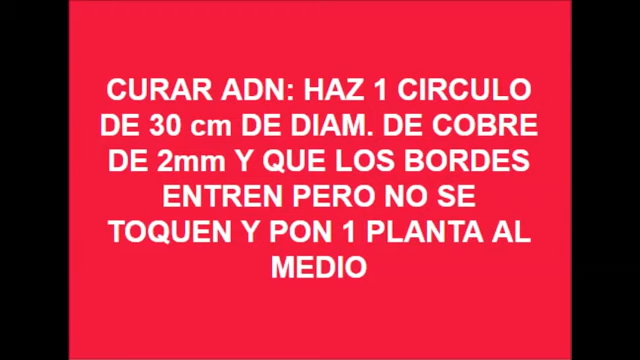 CURAR ADN: HAZ 1 CIRCULO
DE 30 cm DE DIAM. DE COBRE
DE 2mm Y QUE LOS BORDES
ENTREN PERO NO SE
TOQUEN Y PON 1 PLANTA AL
MEDIO